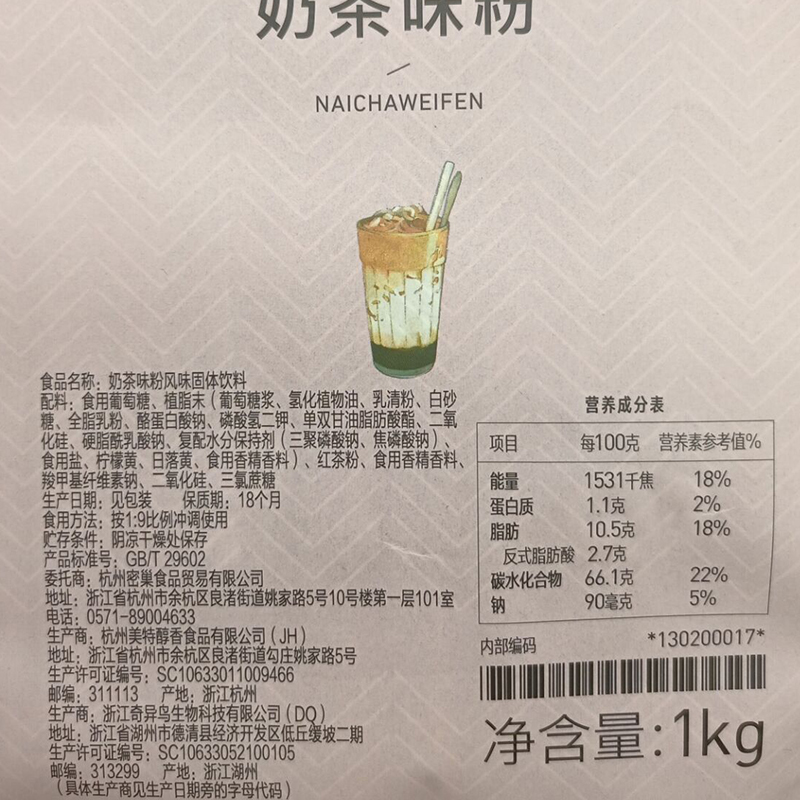 奶茶味粉
NAICHAWEIFEN
食品名称：奶茶味粉风味固体饮料
配料：食用葡萄糖、植脂末（葡萄糖浆、氢化植物油、乳清粉、白砂
糖、全脂乳粉、酪蛋白酸钠、磷酸氢二钾、单双甘油脂肪酸酯、二氧
化硅、硬脂酰乳酸钠、复配水分保持剂（三聚磷酸钠、焦磷酸钠）、
食用盐、柠檬黄、日落黄、食用香精香料）、红茶粉、食用香精香料、
羧甲基纤维素钠、二氧化硅、三氯蔗糖
生产日期：见包装 保质期：18个月
食用方法：按1:9比例冲调使用
贮存条件：阴凉干燥处保存
产品标准号：GB/T 29602
委托商：杭州密巢食品贸易有限公司
地址：浙江省杭州市余杭区良渚街道姚家路5号10号楼第一层101室
电话：0571-89004633
生产商：杭州美特醇香食品有限公司（JH）
地址：浙江省杭州市余杭区良渚街道勾庄姚家路5号
生产许可证编号：SC10633011009466
邮编：311113 产地：浙江杭州
生产商：浙江奇异鸟生物科技有限公司（DQ）
地址：浙江省湖州市德清县经济开发区低丘缓坡二期
生产许可证编号：SC10633052100105
邮编：313299 产地：浙江湖州
（具体生产商见生产日期旁的字母代码）
营养成分表
项目 每100克 营养素参考值%
能量 1531千焦 18%
蛋白质 1.1克 2%
脂肪 10.5克 18%
反式脂肪酸 2.7克
碳水化合物 66.1克 22%
钠 90毫克 5%
内部编码 *130200017*
净含量:1kg